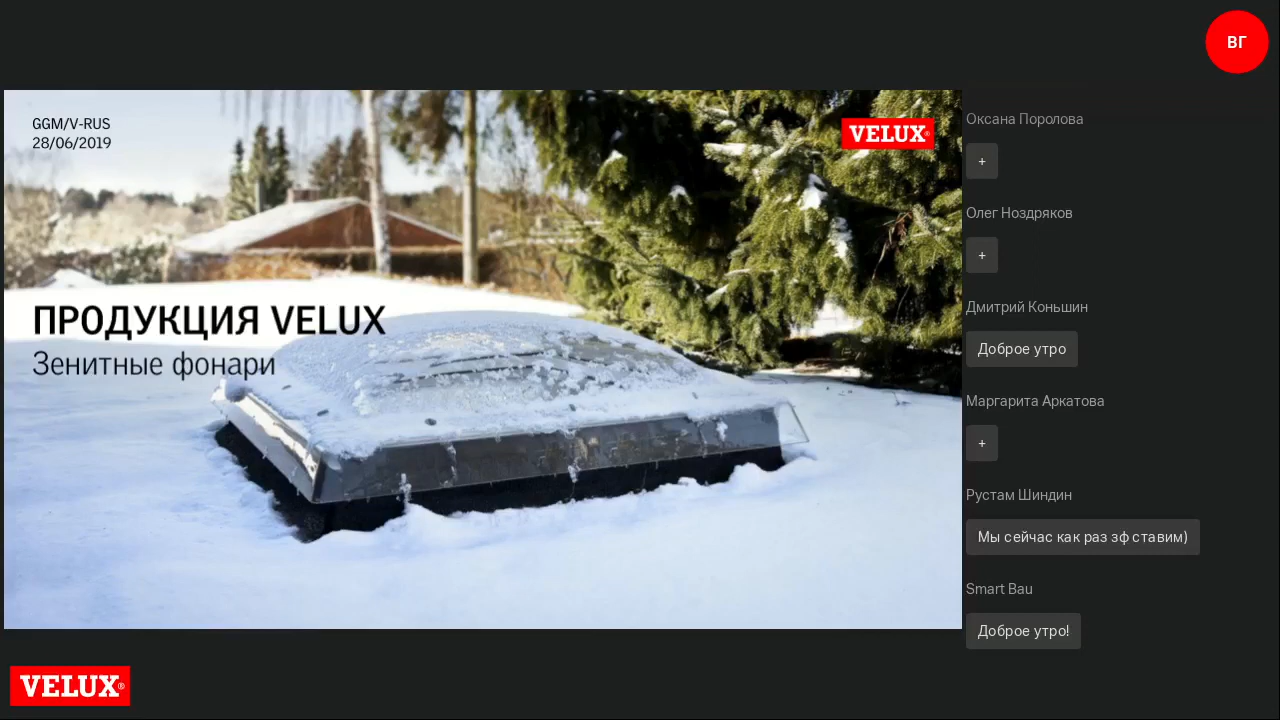 ВГ
GGM/V-RUS
28/06/2019
VELUX®
ПРОДУКЦИЯ VELUX
Зенитные фонари
Оксана Поролова
+
Олег Ноздряков
+
Дмитрий Коньшин
Доброе утро
Маргарита Аркатова
+
Рустам Шиндин
Мы сейчас как раз зф ставим)
Smart Bau
Доброе утро!
VELUX®